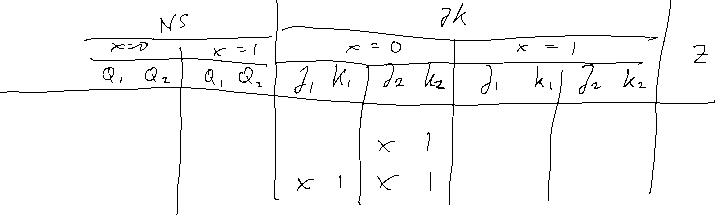 NS JK
x=0 x=1 x=0 x=1 Z
Q1 Q2 Q1 Q2 J1 K1 J2 K2 J1 K1 J2 K2
x 1
x 1 x 1